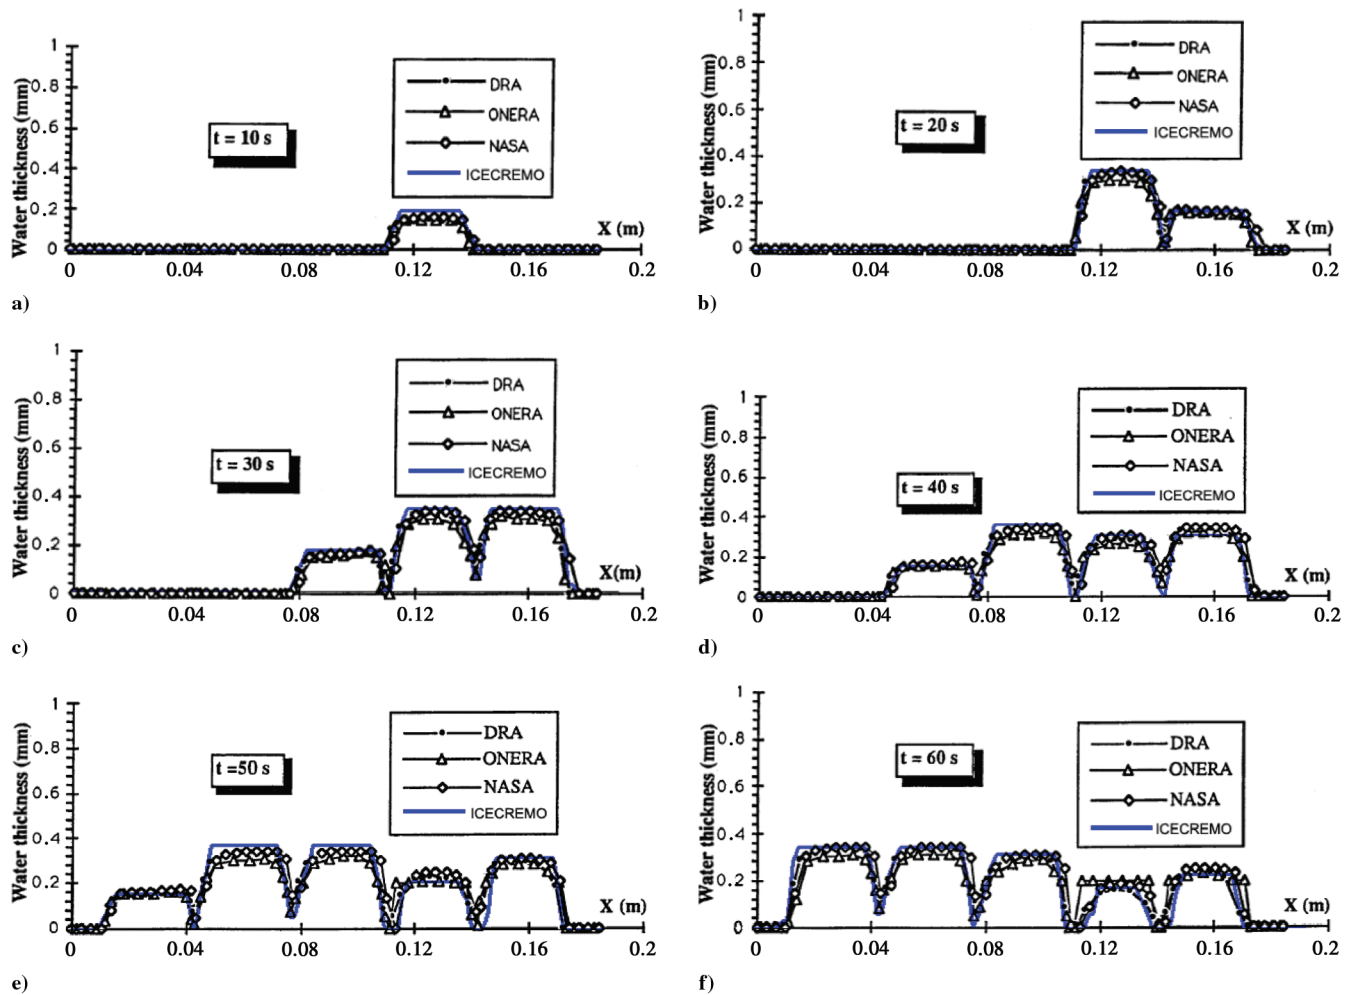 1
0.8
0.6
0.4
0.2
0
Water thickness (mm)
t = 10 s
DRA
ONERA
NASA
ICECREMO
X (m)
0 0.04 0.08 0.12 0.16 0.2
a)
1
0.8
0.6
0.4
0.2
0
Water thickness (mm)
t = 20 s
DRA
ONERA
NASA
ICECREMO
X (m)
0 0.04 0.08 0.12 0.16 0.2
b)
1
0.8
0.6
0.4
0.2
0
Water thickness (mm)
t = 30 s
DRA
ONERA
NASA
ICECREMO
X(m)
0 0.04 0.08 0.12 0.16 0.2
c)
1
0.8
0.6
0.4
0.2
0
Water thickness (mm)
t = 40 s
DRA
ONERA
NASA
ICECREMO
X (m)
0 0.04 0.08 0.12 0.16 0.2
d)
1
0.8
0.6
0.4
0.2
0
Water thickness (mm)
t =50 s
DRA
ONERA
NASA
ICECREMO
X (m)
0 0.04 0.08 0.12 0.16 0.2
e)
1
0.8
0.6
0.4
0.2
0
Water thickness (mm)
t = 60 s
DRA
ONERA
NASA
ICECREMO
X (m)
0 0.04 0.08 0.12 0.16 0.2
f)